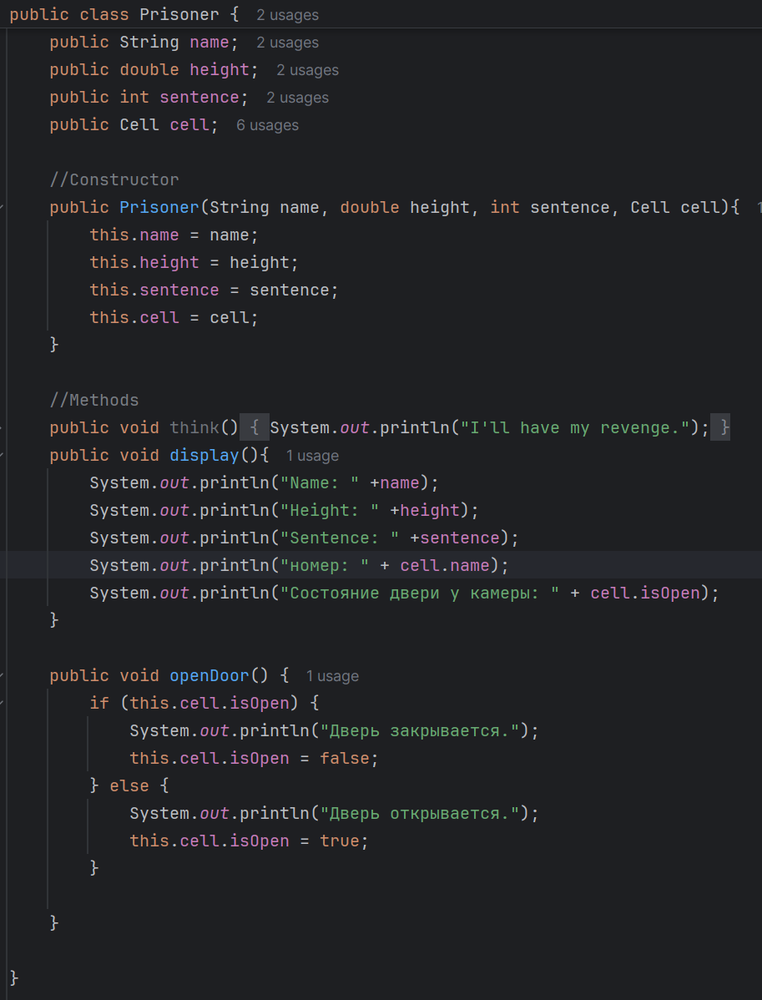 public class Prisoner { 2 usages
public String name; 2 usages
public double height; 2 usages
public int sentence; 2 usages
public Cell cell; 6 usages
//Constructor
public Prisoner(String name, double height, int sentence, Cell cell){
this.name = name;
this.height = height;
this.sentence = sentence;
this.cell = cell;
}
//Methods
public void think() { System.out.println("I'll have my revenge."); }
public void display(){ 1 usage
System.out.println("Name: " +name);
System.out.println("Height: " +height);
System.out.println("Sentence: " +sentence);
System.out.println("номер: " + cell.name);
System.out.println("Состояние двери у камеры: " + cell.isOpen);
}
public void openDoor() { 1 usage
if (this.cell.isOpen) {
System.out.println("Дверь закрывается.");
this.cell.isOpen = false;
} else {
System.out.println("Дверь открывается.");
this.cell.isOpen = true;
}
}
}